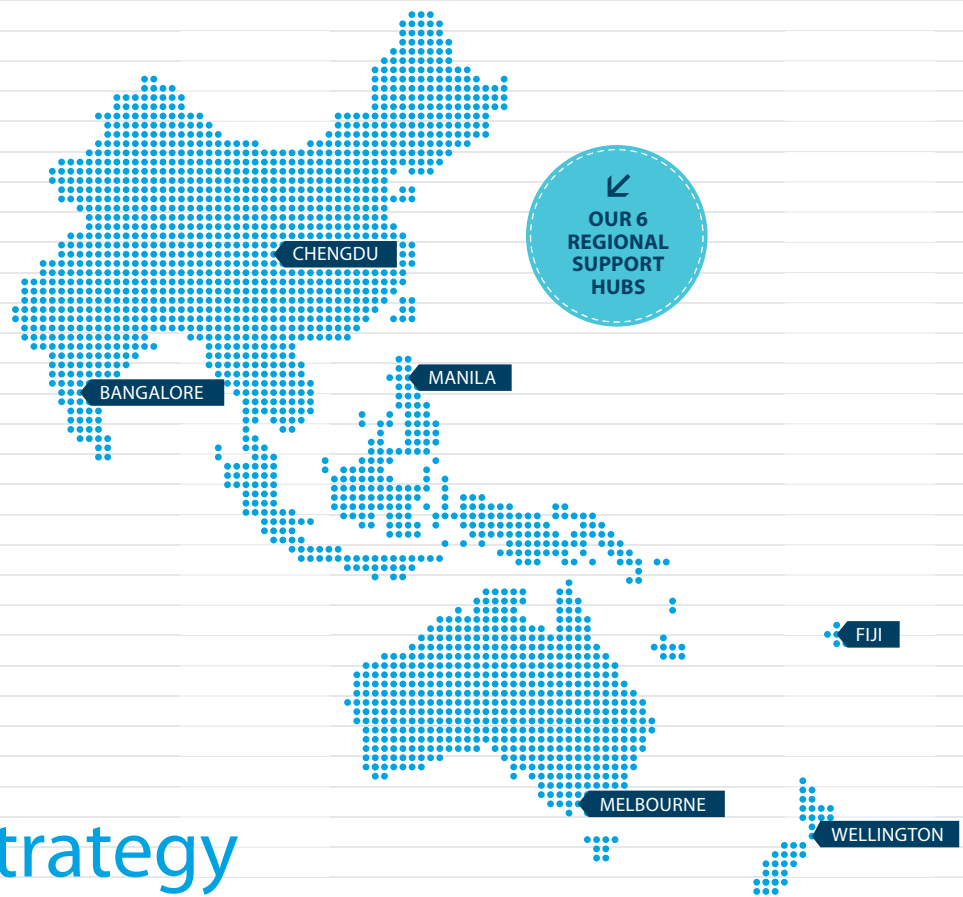 OUR 6
REGIONAL
SUPPORT
HUBS
CHENGDU
MANILA
BANGALORE
FIJI
MELBOURNE
WELLINGTON
trategy